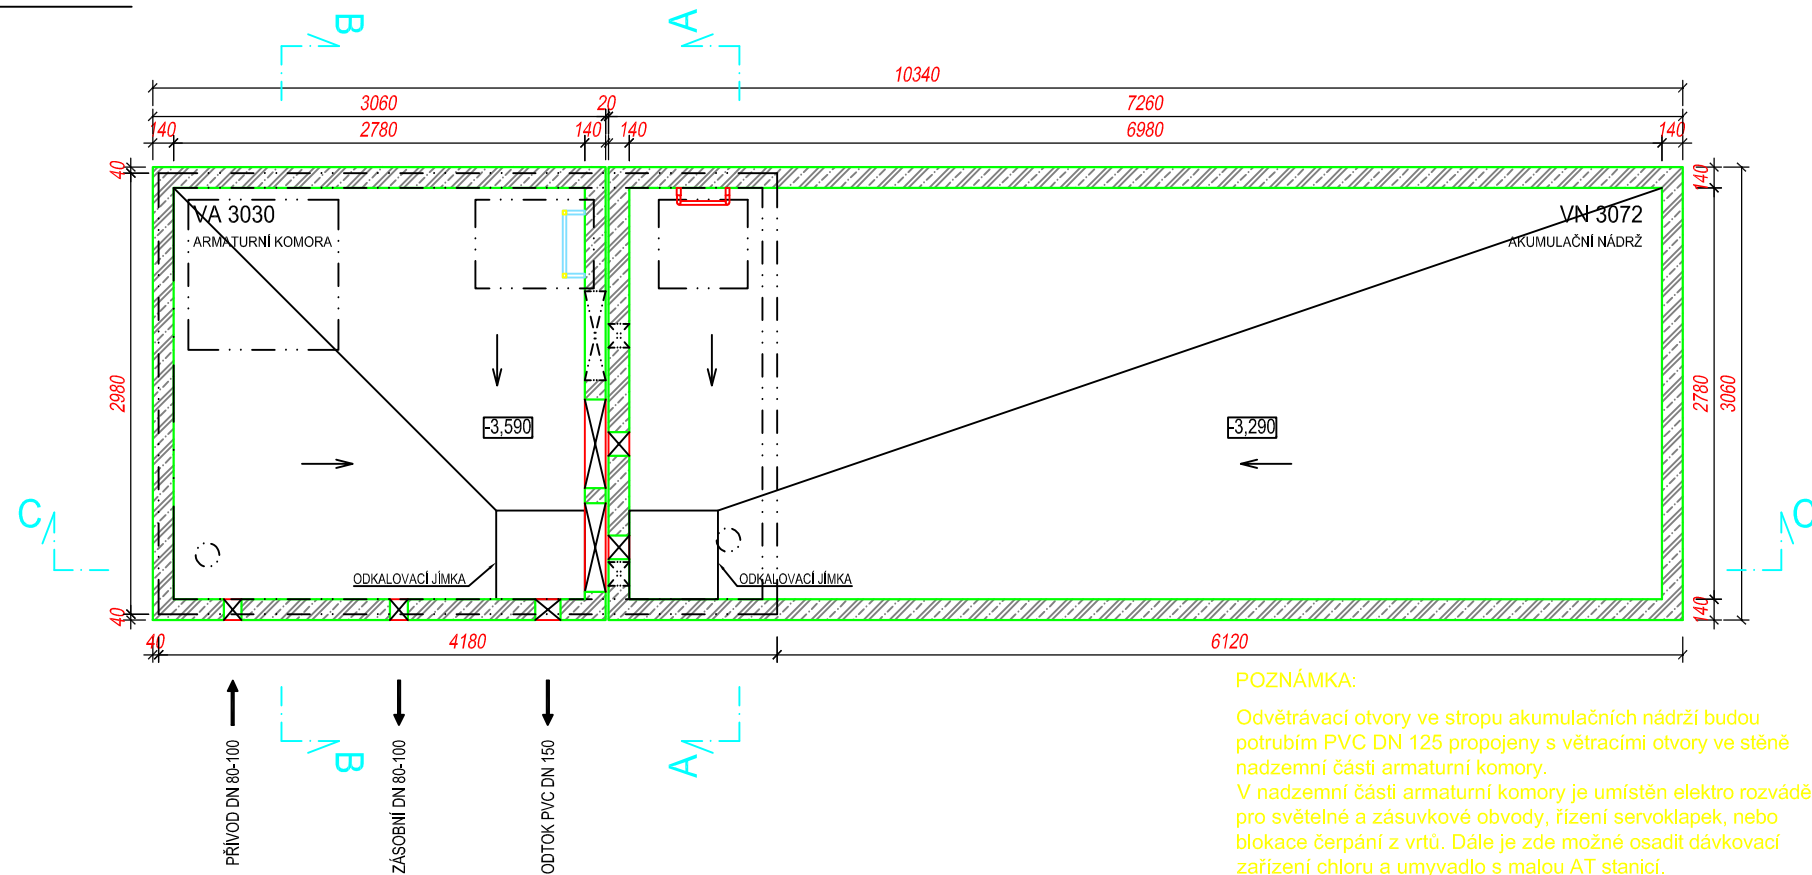 B
A
10340
3060
20
7260
140
2780
140
140
6980
140
40
140
VA 3030
ARMATURNÍ KOMORA
VN 3072
AKUMULAČNÍ NÁDRŽ
2980
2780
3060
-3,590
-3,290
C
C
ODKALOVACÍ JÍMKA
ODKALOVACÍ JÍMKA
40
140
40
4180
6120
PŘÍVOD DN 80-100
ZÁSOBNÍ DN 80-100
ODTOK PVC DN 150
B
A
POZNÁMKA:
Odvětrávací otvory ve stropu akumulačních nádrží budou
potrubím PVC DN 125 propojeny s větracími otvory ve stěně
nadzemní části armaturní komory.
V nadzemní části armaturní komory je umístěn elektro rozvádě
pro světelné a zásuvkové obvody, řízení servoklapek, nebo
blokace čerpání z vrtů. Dále je zde možné osadit dávkovací
zařízení chloru a umyvadlo s malou AT stanicí.